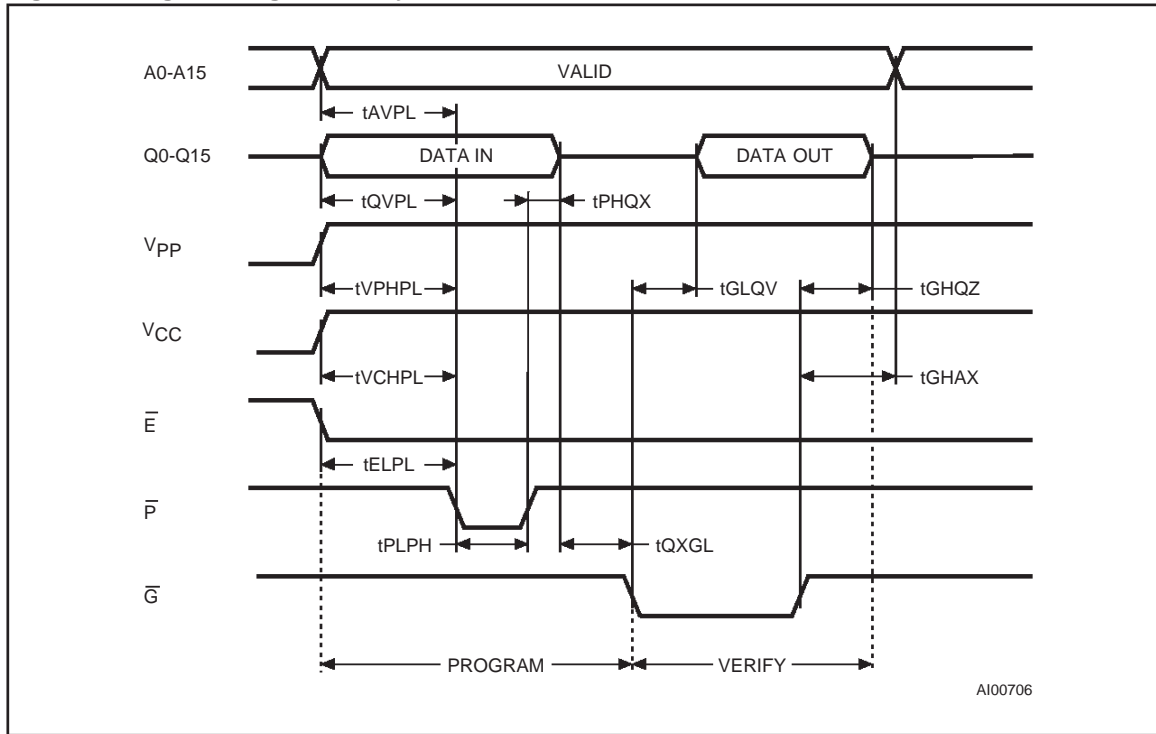 A0-A15
VALID
tAVPL
Q0-Q15
DATA IN
DATA OUT
tQVPL
tPHQX
VPP
tVPHPL
tGLQV
tGHQZ
VCC
tVCHPL
tGHAX
E̅
tELPL
P̅
tPLPH
tQXGL
G̅
PROGRAM
VERIFY
AI00706